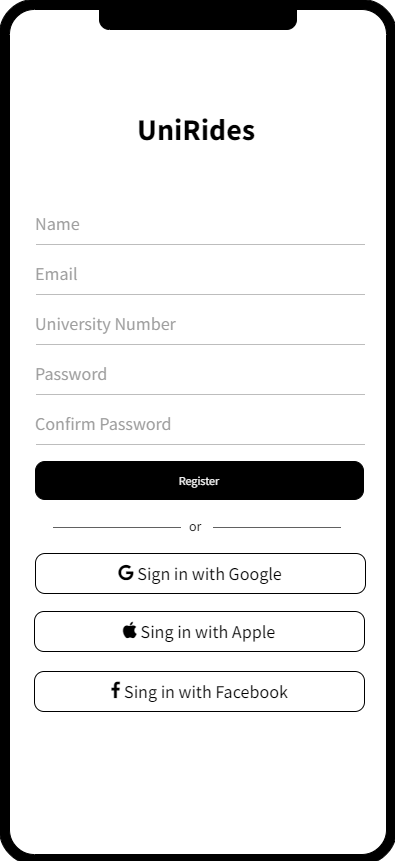 UniRides
Name
Email
University Number
Password
Confirm Password
Register
or
Sign in with Google
Sing in with Apple
Sing in with Facebook